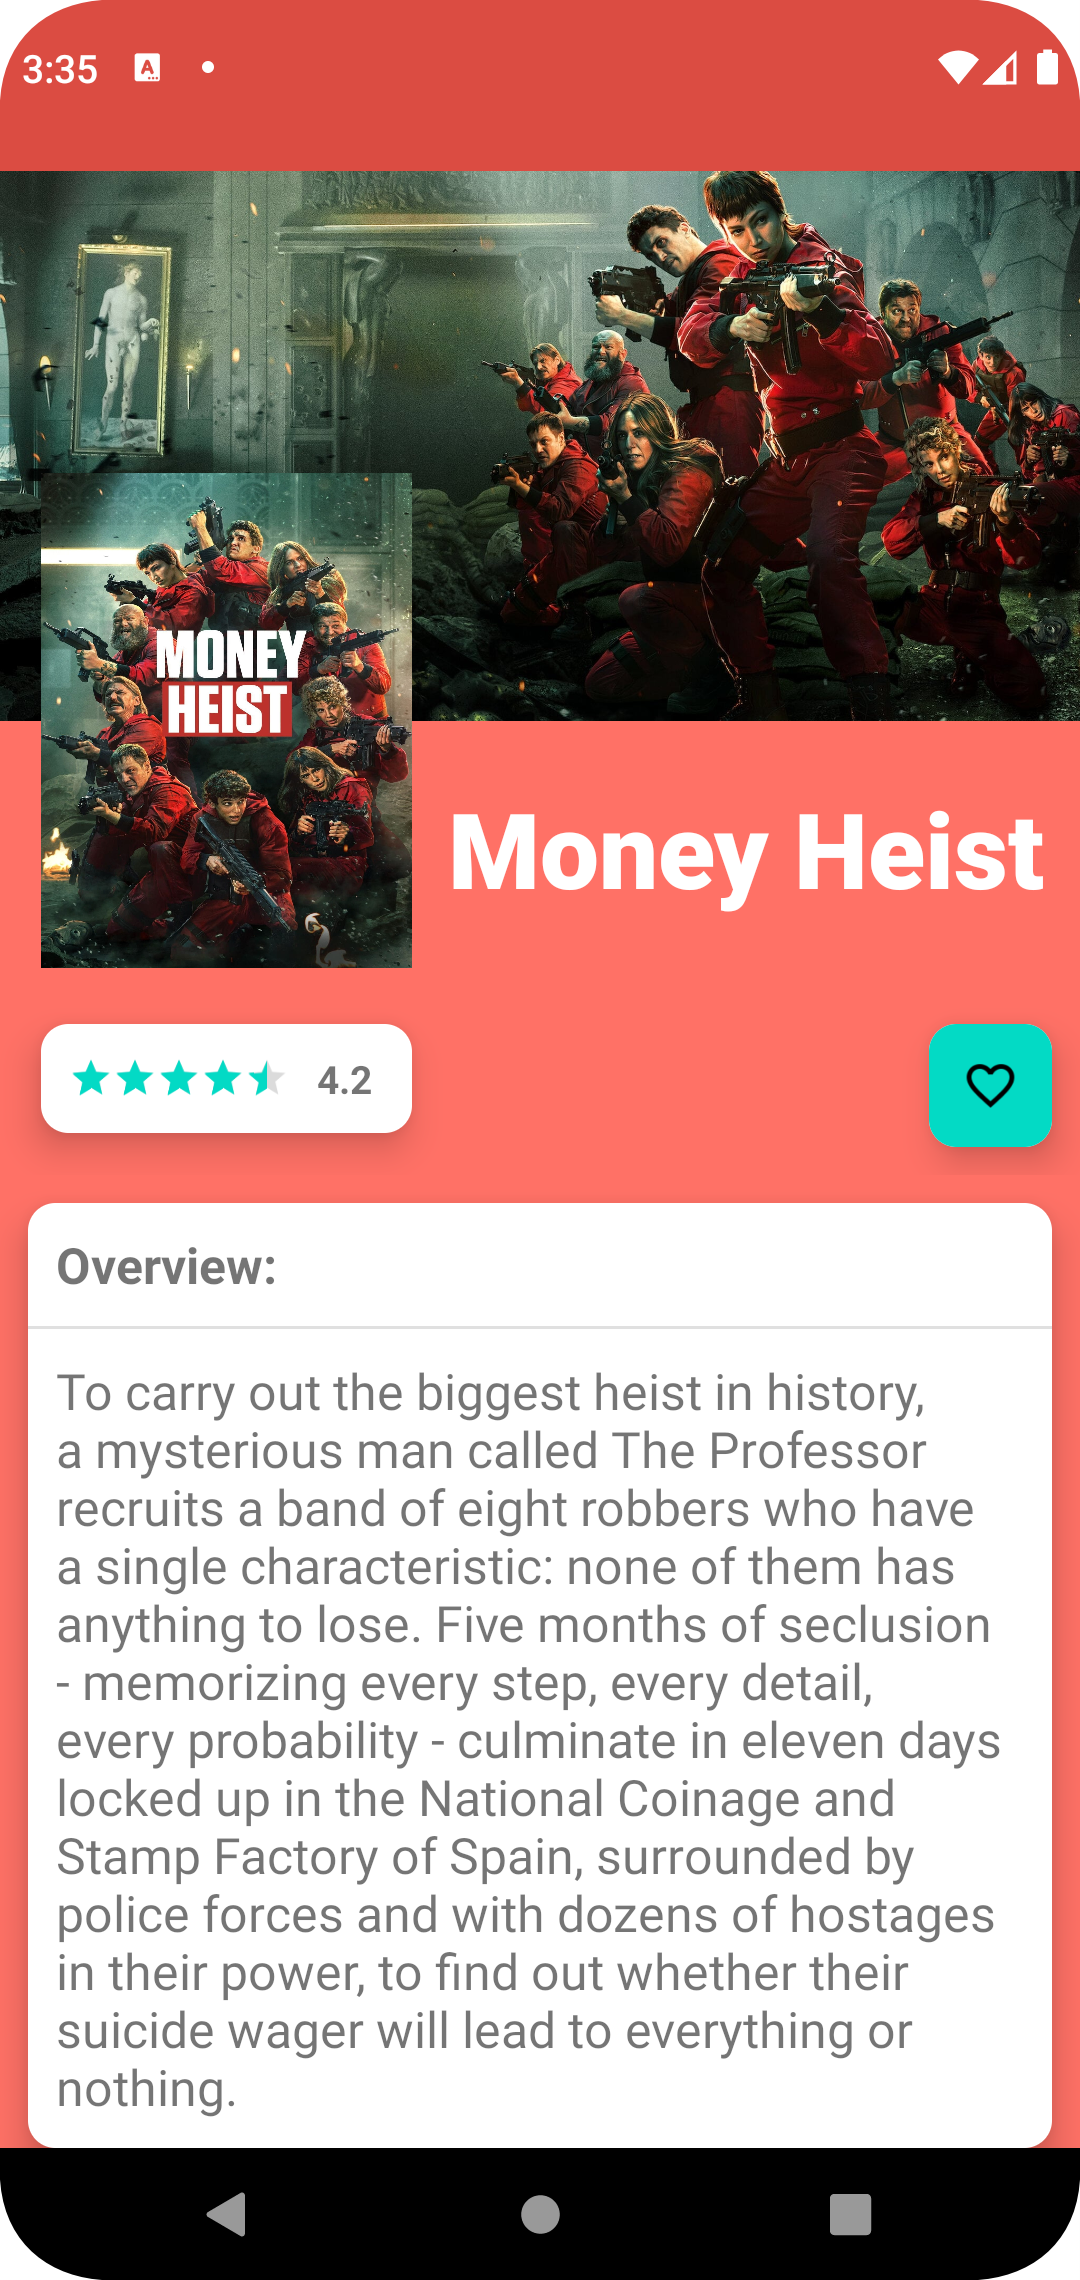 3:35
MONEY
HEIST
Money Heist
4.2
Overview:
To carry out the biggest heist in history,
a mysterious man called The Professor
recruits a band of eight robbers who have
a single characteristic: none of them has
anything to lose. Five months of seclusion
- memorizing every step, every detail,
every probability - culminate in eleven days
locked up in the National Coinage and
Stamp Factory of Spain, surrounded by
police forces and with dozens of hostages
in their power, to find out whether their
suicide wager will lead to everything or
nothing.